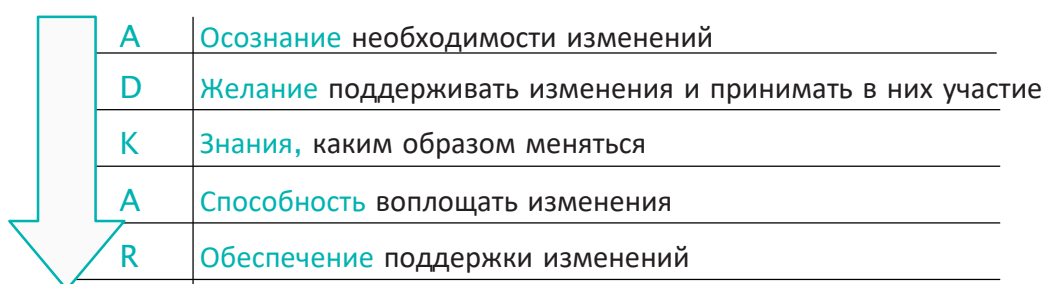 A Осознание необходимости изменений
D Желание поддерживать изменения и принимать в них участие
K Знания, каким образом меняться
A Способность воплощать изменения
R Обеспечение поддержки изменений